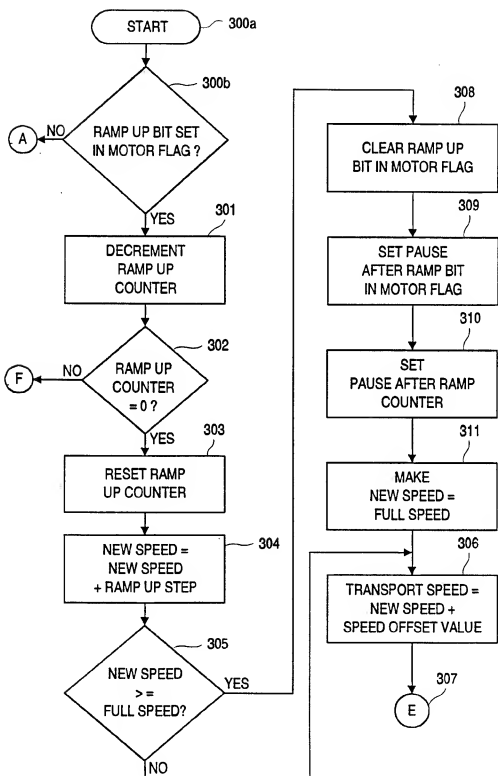 START
300a
300b
RAMP UP BIT SET
IN MOTOR FLAG ?
NO
A
YES
301
DECREMENT
RAMP UP
COUNTER
302
RAMP UP
COUNTER
= 0 ?
NO
F
YES
303
RESET RAMP
UP COUNTER
304
NEW SPEED =
NEW SPEED
+ RAMP UP STEP
305
NEW SPEED
>=
FULL SPEED?
YES
NO
308
CLEAR RAMP UP
BIT IN MOTOR FLAG
309
SET PAUSE
AFTER RAMP BIT
IN MOTOR FLAG
310
SET
PAUSE AFTER RAMP
COUNTER
311
MAKE
NEW SPEED =
FULL SPEED
306
TRANSPORT SPEED =
NEW SPEED +
SPEED OFFSET VALUE
E
307